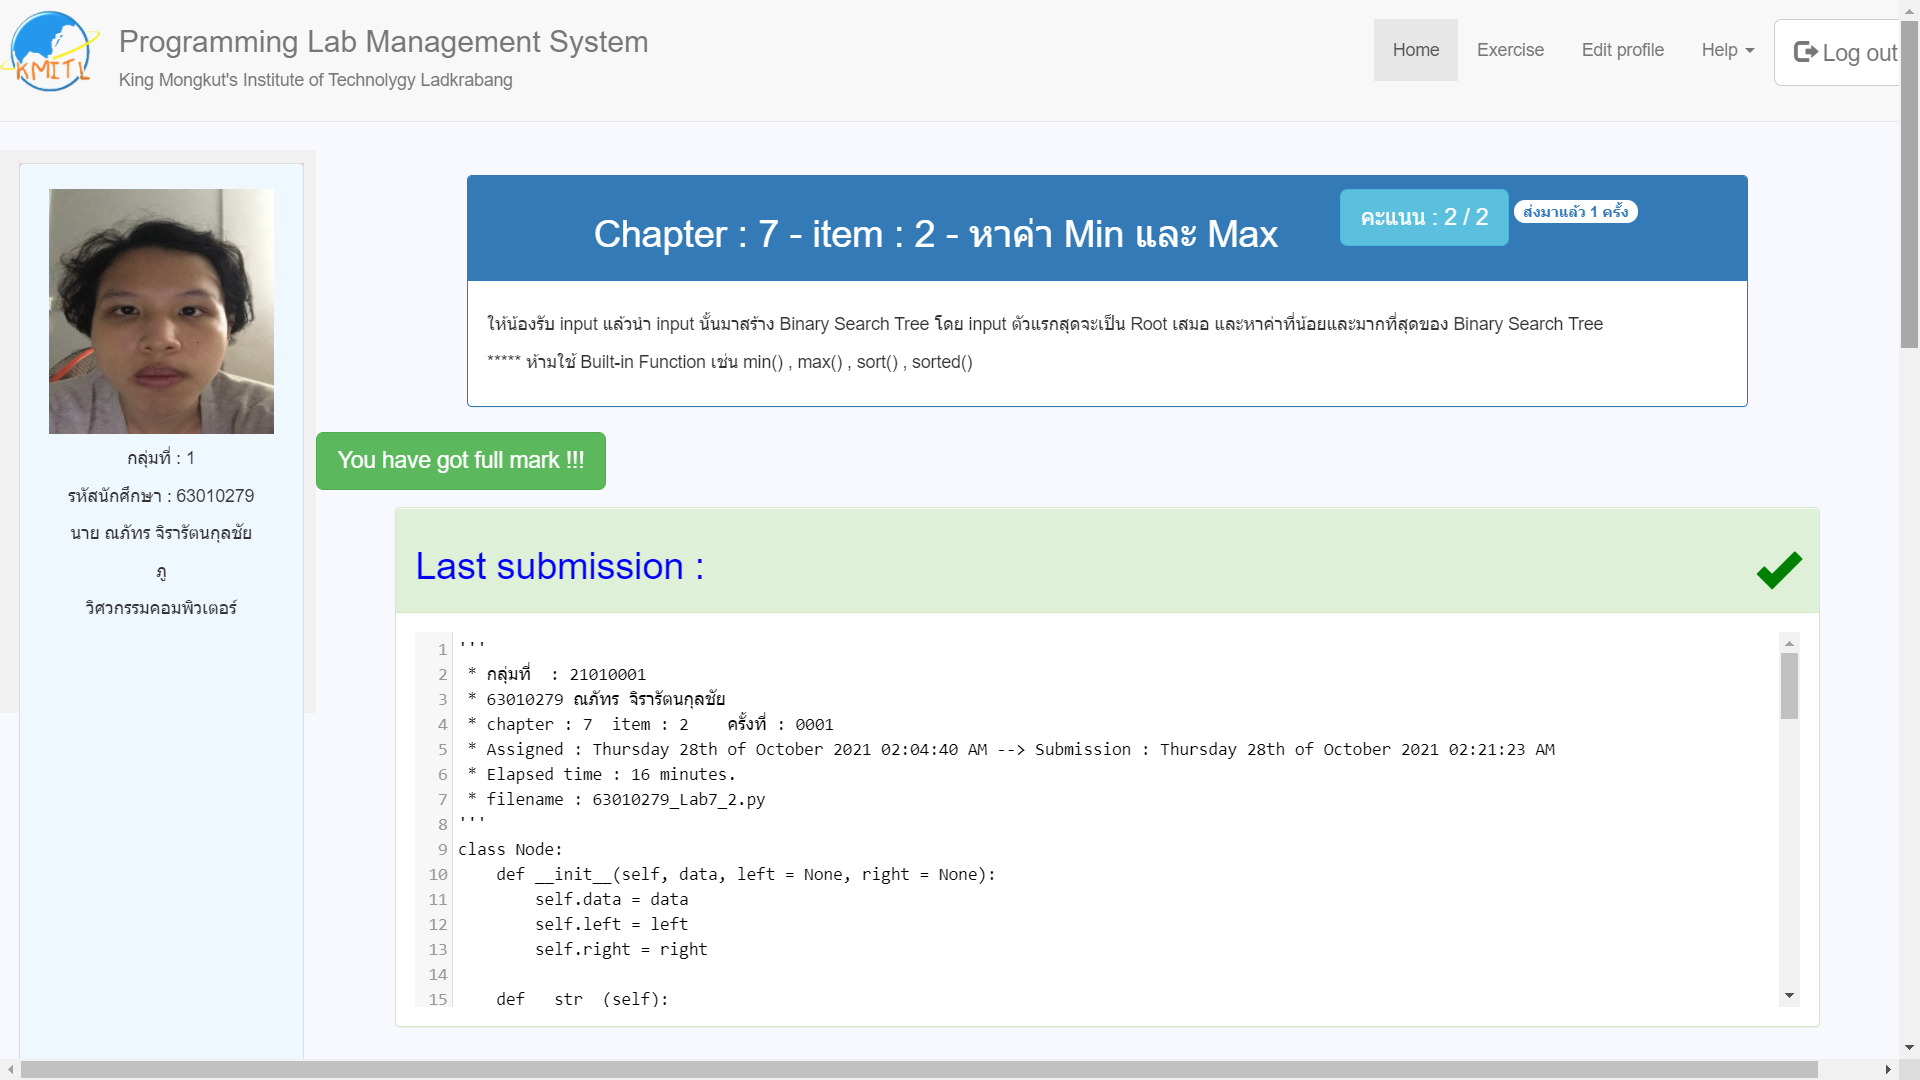 KMITL
Programming Lab Management System
King Mongkut's Institute of Technolygy Ladkrabang
Home Exercise Edit profile Help Log out
Chapter : 7 - item : 2 - หาค่า Min และ Max
คะแนน : 2 / 2
ส่งมาแล้ว 1 ครั้ง
ให้น้องรับ input แล้วนำ input นั้นมาสร้าง Binary Search Tree โดย input ตัวแรกสุดจะเป็น Root เสมอ และหาค่าที่น้อยและมากที่สุดของ Binary Search Tree
***** ห้ามใช้ Built-in Function เช่น min() , max() , sort() , sorted()
กลุ่มที่ : 1
รหัสนักศึกษา : 63010279
นาย ณภัทร จิรารัตนกุลชัย
ภู
วิศวกรรมคอมพิวเตอร์
You have got full mark !!!
Last submission :
1 '''
2 * กลุ่มที่ : 21010001
3 * 63010279 ณภัทร จิรารัตนกุลชัย
4 * chapter : 7 item : 2 ครั้งที่ : 0001
5 * Assigned : Thursday 28th of October 2021 02:04:40 AM --> Submission : Thursday 28th of October 2021 02:21:23 AM
6 * Elapsed time : 16 minutes.
7 * filename : 63010279_Lab7_2.py
8 '''
9 class Node:
10 def __init__(self, data, left = None, right = None):
11 self.data = data
12 self.left = left
13 self.right = right
14
15 def __str__(self):